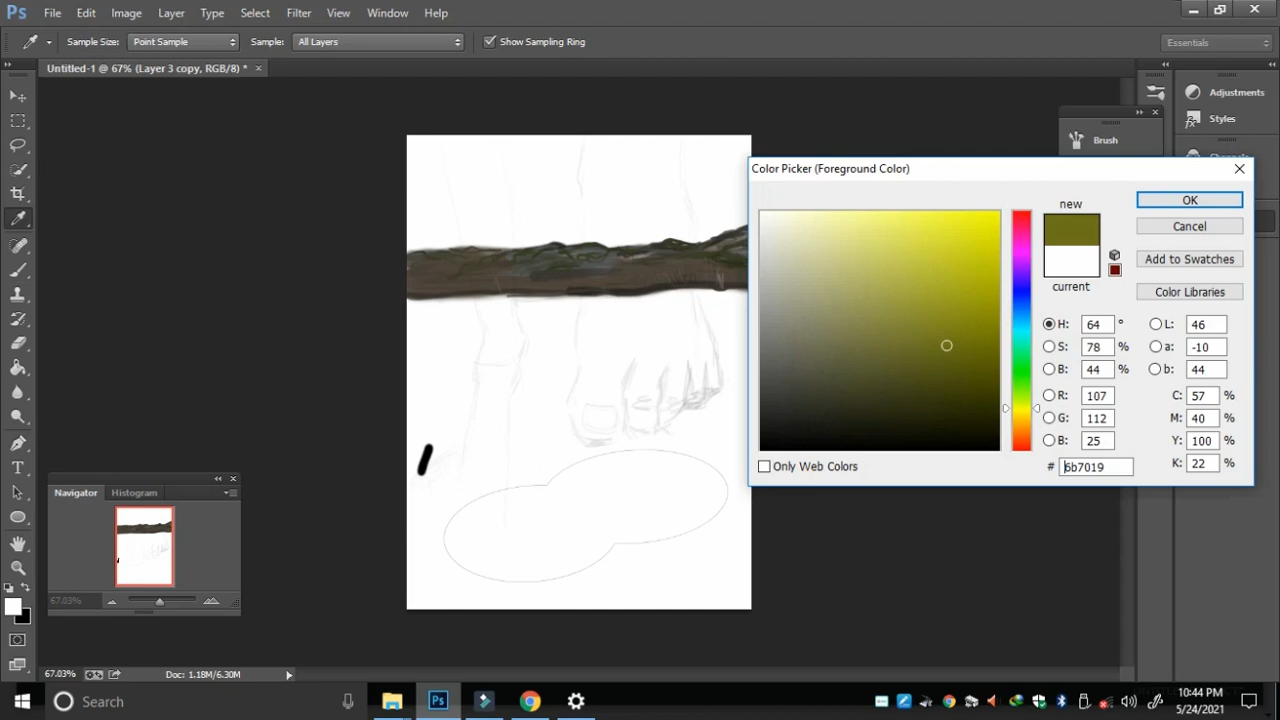 Ps File Edit Image Layer Type Select Filter View Window Help
Sample Size: Point Sample Sample: All Layers Show Sampling Ring Essentials
Untitled-1 @ 67% (Layer 3 copy, RGB/8) * ×
Adjustments
Styles
Brush
Color Picker (Foreground Color)
new
current
OK
Cancel
Add to Swatches
Color Libraries
H: 64 ° L: 46
S: 78 % a: -10
B: 44 % b: 44
R: 107 C: 57 %
G: 112 M: 40 %
B: 25 Y: 100 %
# 6b7019 K: 22 %
Only Web Colors
Navigator Histogram
67.03%
67.03% Doc: 1.18M/6.30M
Search
Ps
10:44 PM
5/24/2021